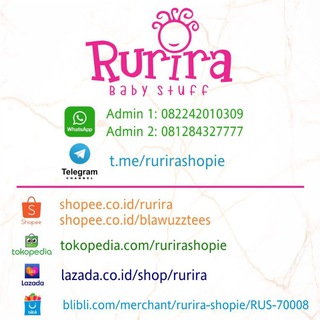 Rurira
Baby Stuff
WhatsApp
Admin 1: 082242010309
Admin 2: 081284327777
Telegram
CHANNEL
t.me/rurirashopie
Shopee
shopee.co.id/rurira
shopee.co.id/blawuzztees
tokopedia
tokopedia.com/rurirashopie
Lazada
lazada.co.id/shop/rurira
blibli.com/merchant/rurira-shopie/RUS-70008